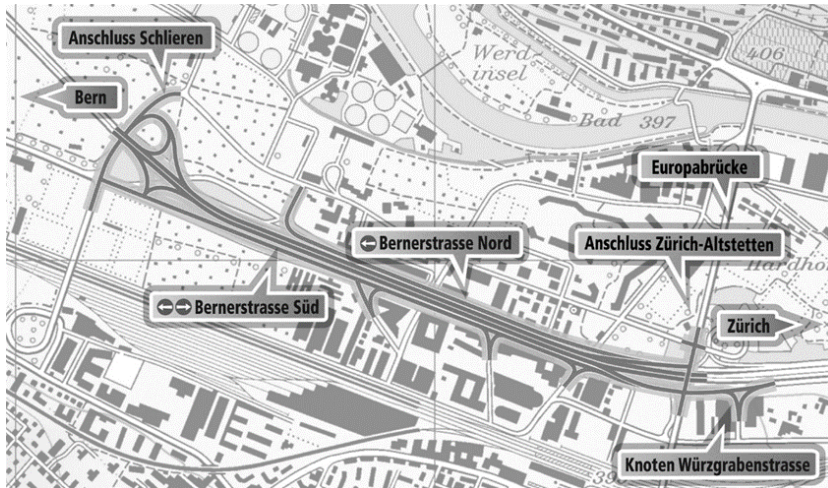 Anschluss Schlieren
Bern
Werd
insel
406
Bad 397
Europabrücke
Bernerstrasse Nord
Anschluss Zürich-Altstetten
Hardho
Bernerstrasse Süd
Zürich
Knoten Würzgrabenstrasse